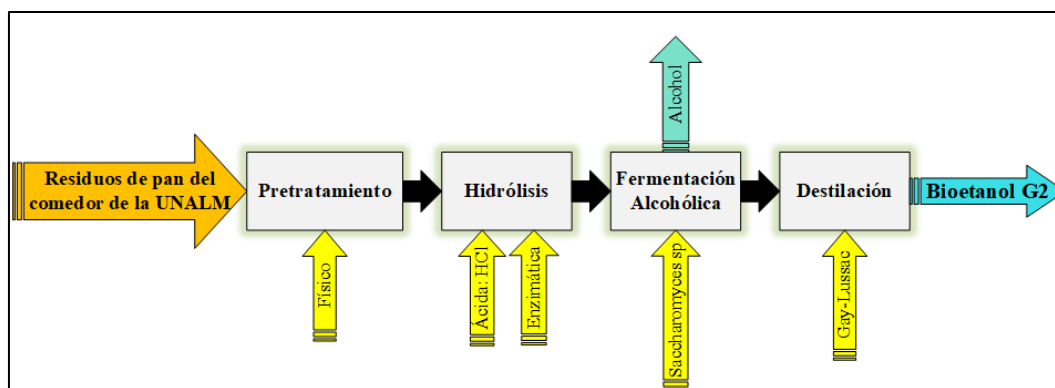 Alcohol
Residuos de pan del
comedor de la UNALM
Pretratamiento
Hidrólisis
Fermentación
Alcohólica
Destilación
Bioetanol G2
Físico
Ácida: HCl
Enzimática
Saccharomyces sp
Gay-Lussac